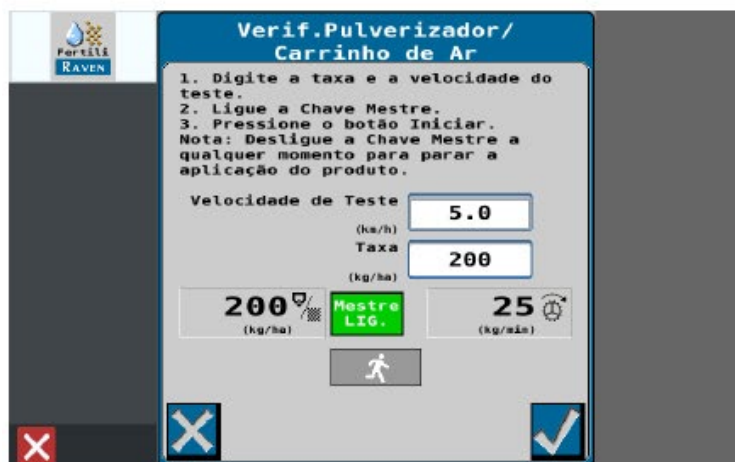 Fertili
RAVEN
Verif.Pulverizador/
Carrinho de Ar
1. Digite a taxa e a velocidade do
teste.
2. Ligue a Chave Mestre.
3. Pressione o botão Iniciar.
Nota: Desligue a Chave Mestre a
qualquer momento para parar a
aplicação do produto.
Velocidade de Teste
5.0
(km/h)
Taxa
200
(kg/ha)
200
(kg/ha)
Mestre
LIG.
25
(kg/min)